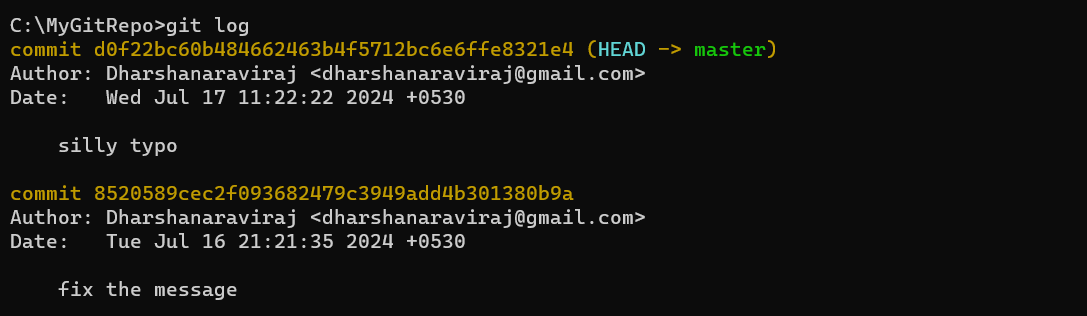 C:\MyGitRepo>git log
commit d0f22bc60b484662463b4f5712bc6e6ffe8321e4 (HEAD -> master)
Author: Dharshanaraviraj <dharshanaraviraj@gmail.com>
Date:   Wed Jul 17 11:22:22 2024 +0530
silly typo
commit 8520589cec2f093682479c3949add4b301380b9a
Author: Dharshanaraviraj <dharshanaraviraj@gmail.com>
Date:   Tue Jul 16 21:21:35 2024 +0530
fix the message